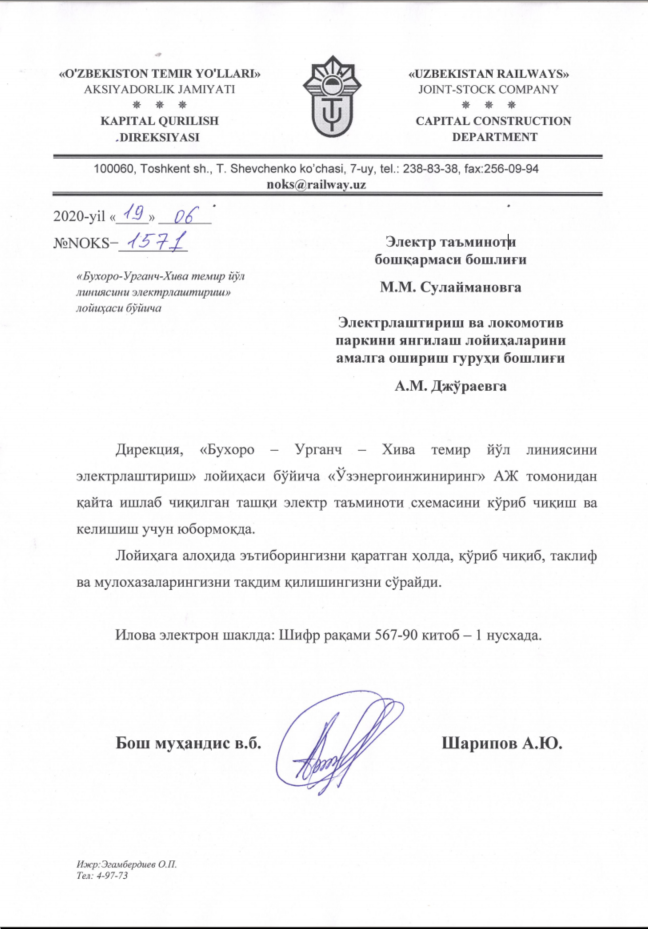 «O'ZBEKISTON TEMIR YO'LLARI»
AKSIYADORLIK JAMIYATI
* * *
KAPITAL QURILISH
.DIREKSIYASI
«UZBEKISTAN RAILWAYS»
JOINT-STOCK COMPANY
* * *
CAPITAL CONSTRUCTION
DEPARTMENT
100060, Toshkent sh., T. Shevchenko ko'chasi, 7-uy, tel.: 238-83-38, fax:256-09-94
noks@railway.uz
2020-yil «19» 06
№NOKS–1571
«Бухоро-Урганч-Хива темир йўл
линиясини электрлаштириш»
лойиҳаси бўйича
Электр таъминоти
бошқармаси бошлиғи
М.М. Сулаймановга
Электрлаштириш ва локомотив
паркини янгилаш лойиҳаларини
амалга ошириш гуруҳи бошлиғи
А.М. Джўраевга
Дирекция, «Бухоро – Урганч – Хива темир йўл линиясини
электрлаштириш» лойиҳаси бўйича «Ўзэнергоинжиниринг» АЖ томонидан
қайта ишлаб чиқилган ташқи электр таъминоти схемасини кўриб чиқиш ва
келишиш учун юбормоқда.
Лойиҳага алоҳида эътиборингизни қаратган ҳолда, қўриб чиқиб, таклиф
ва мулохазаларингизни тақдим қилишингизни сўрайди.
Илова электрон шаклда: Шифр рақами 567-90 китоб – 1 нусхада.
Бош муҳандис в.б.
Шарипов А.Ю.
Ижр:Эгамбердиев О.П.
Тел: 4-97-73